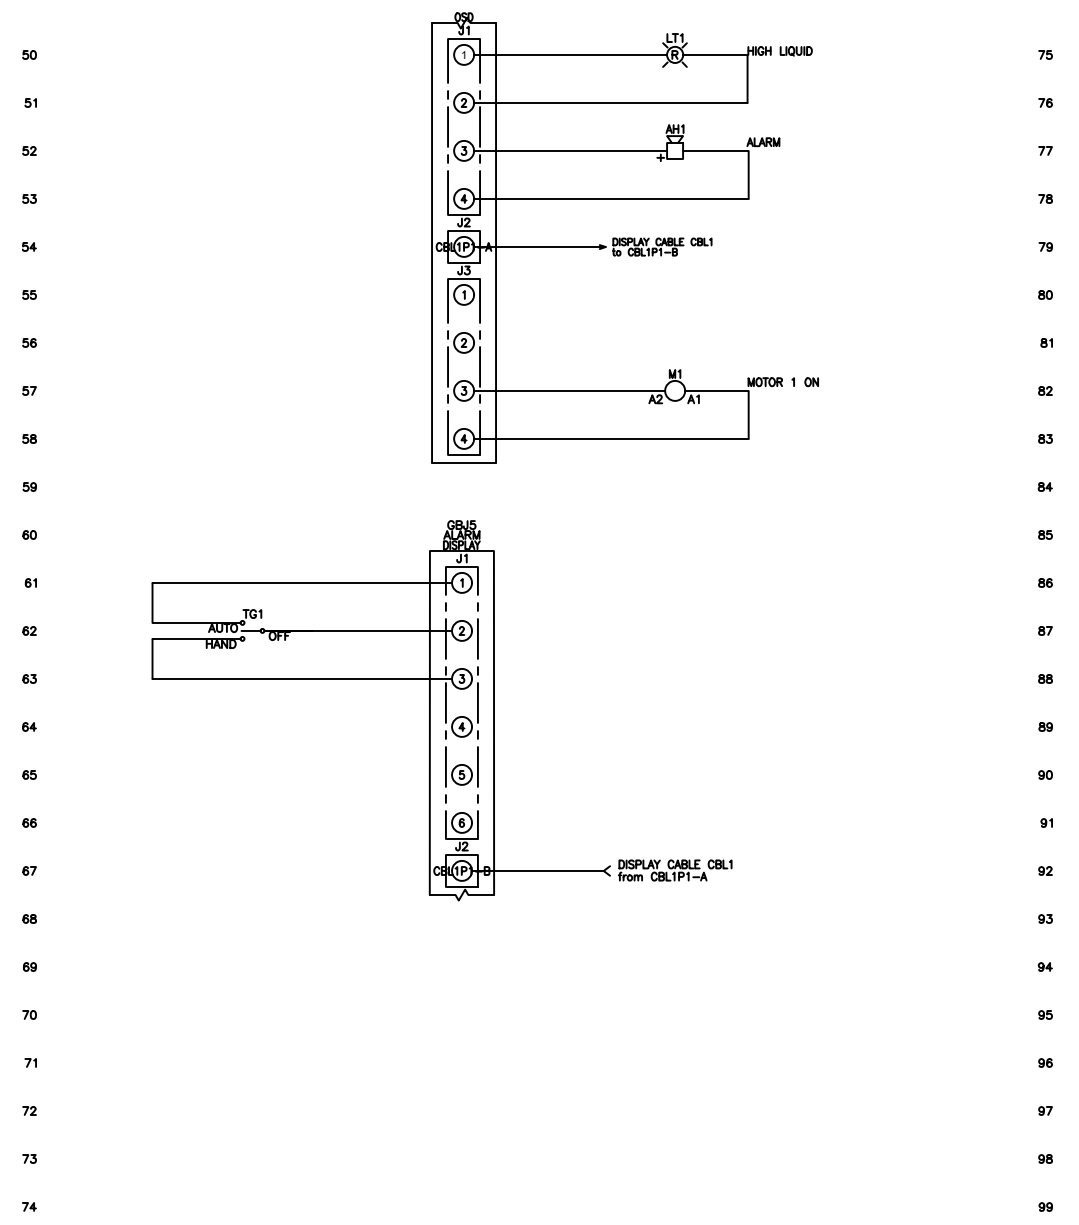 OSD
J1
50
1
LT1
R
HIGH LIQUID
75
51
2
76
AH1
52
3
+
ALARM
77
53
4
78
J2
54
CBL1P1-A
DISPLAY CABLE CBL1
to CBL1P1-B
79
J3
55
1
80
56
2
81
M1
57
3
A2
A1
MOTOR 1 ON
82
58
4
83
59
84
60
GBJ5
ALARM
DISPLAY
85
J1
61
1
86
TG1
62
AUTO
OFF
2
87
HAND
63
3
88
64
4
89
65
5
90
66
6
91
J2
67
CBL1P1-B
DISPLAY CABLE CBL1
from CBL1P1-A
92
68
93
69
94
70
95
71
96
72
97
73
98
74
99